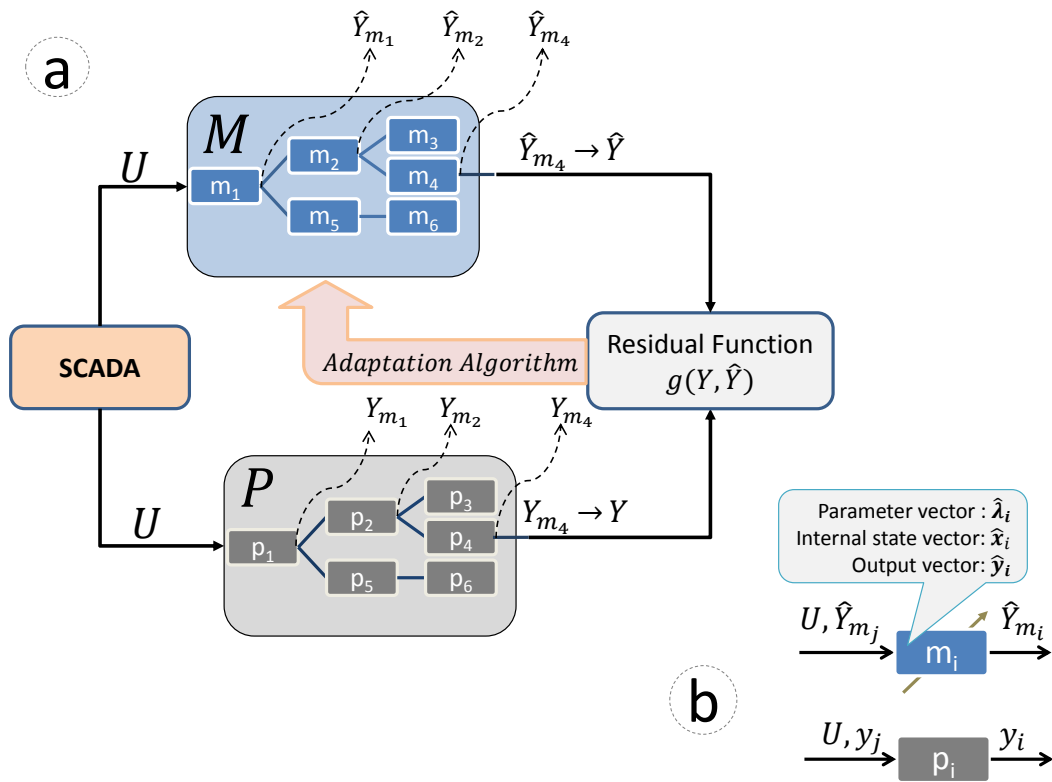 a
Ŷₘ₁
Ŷₘ₂
Ŷₘ₄
M
m₁
m₂
m₃
m₄
m₅
m₆
U
Ŷₘ₄ → Ŷ
SCADA
Adaptation Algorithm
Residual Function
g(Y, Ŷ)
Yₘ₁
Yₘ₂
Yₘ₄
P
p₁
p₂
p₃
p₄
p₅
p₆
U
Yₘ₄ → Y
b
Parameter vector : λ̂ᵢ
Internal state vector: x̂ᵢ
Output vector: ŷᵢ
U, Ŷₘⱼ
mᵢ
Ŷₘᵢ
U, yⱼ
pᵢ
yᵢ